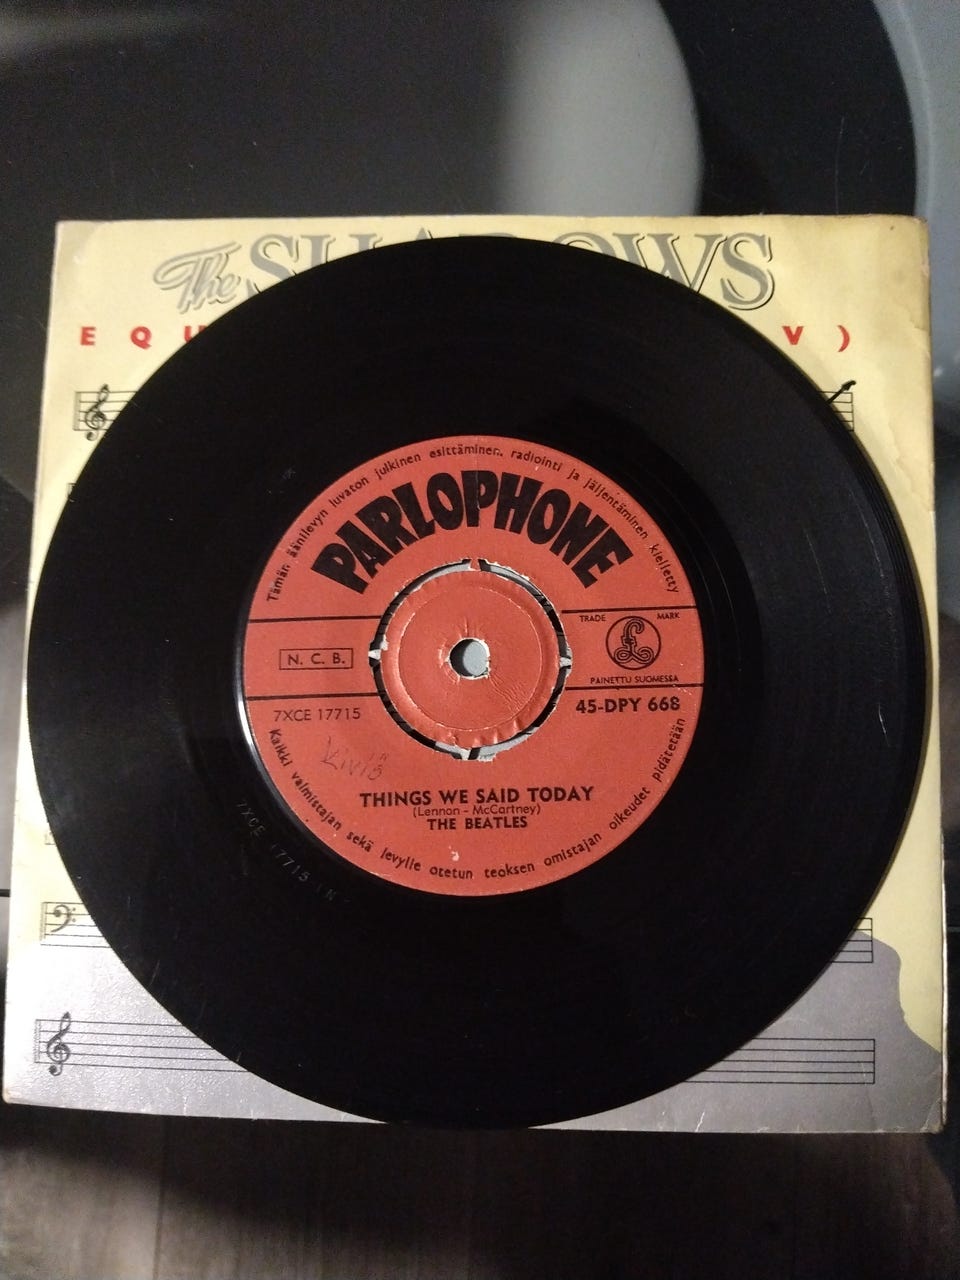 The SHADOWS
EQU V)
Tämän äänilevyn luvaton julkinen esittäminen, radiointi ja jäljentäminen kielletty
PARLOPHONE
TRADE MARK
N. C. B.
£
PAINETTU SUOMESSA
7XCE 17715
45-DPY 668
THINGS WE SAID TODAY
(Lennon - McCartney)
THE BEATLES
Kaikki valmistajan sekä levylle otetun teoksen omistajan oikeudet pidätetään
7XCE 17715 1N